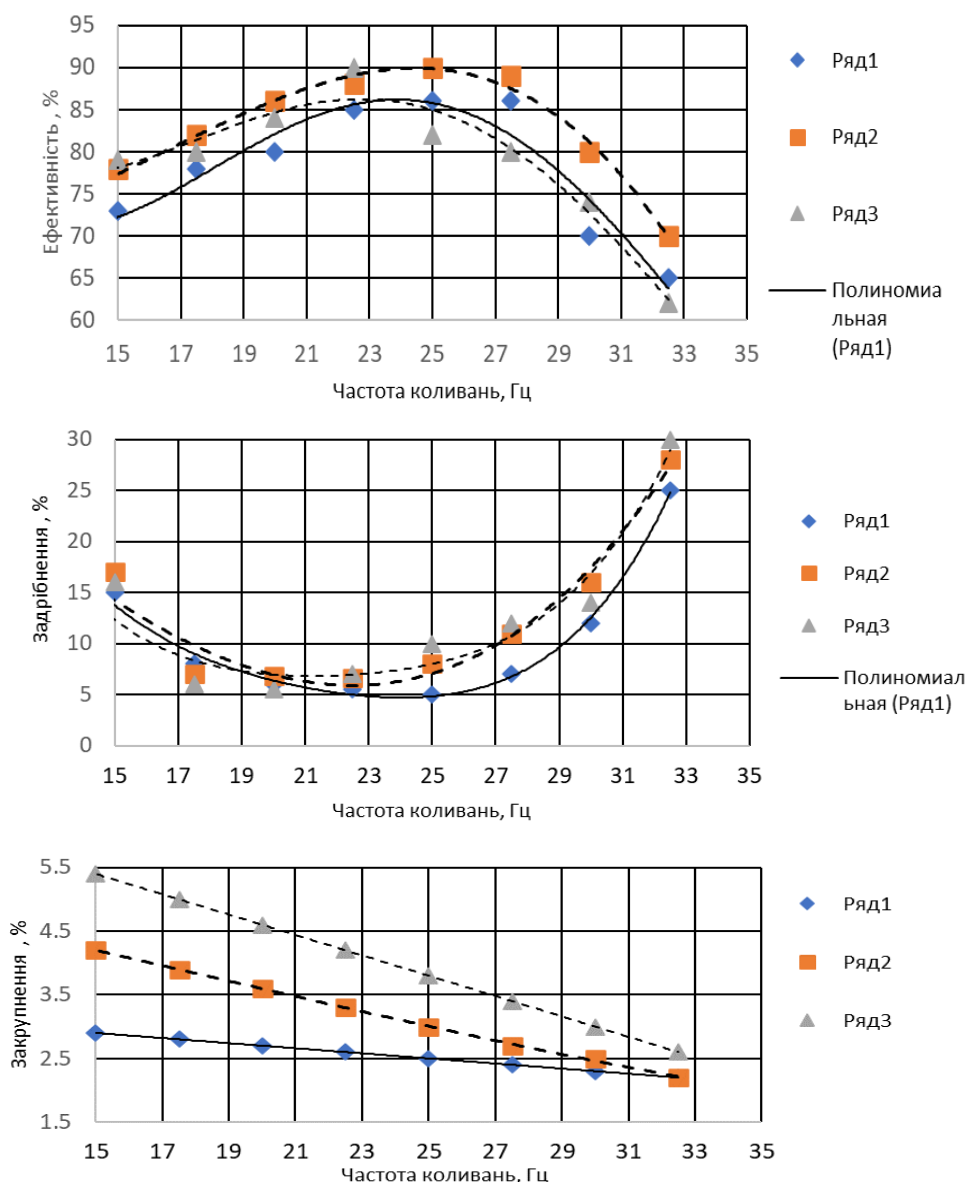 95
90
85
80
75
70
65
60
Ефективність , %
15 17 19 21 23 25 27 29 31 33 35
Частота коливань, Гц
Ряд1
Ряд2
Ряд3
Полиномиа
льная
(Ряд1)
30
25
20
15
10
5
0
Задрібнення , %
15 17 19 21 23 25 27 29 31 33 35
Частота коливань, Гц
Ряд1
Ряд2
Ряд3
Полиномиал
ьная (Ряд1)
5.5
4.5
3.5
2.5
1.5
Закрупнення , %
15 17 19 21 23 25 27 29 31 33 35
Частота коливань, Гц
Ряд1
Ряд2
Ряд3